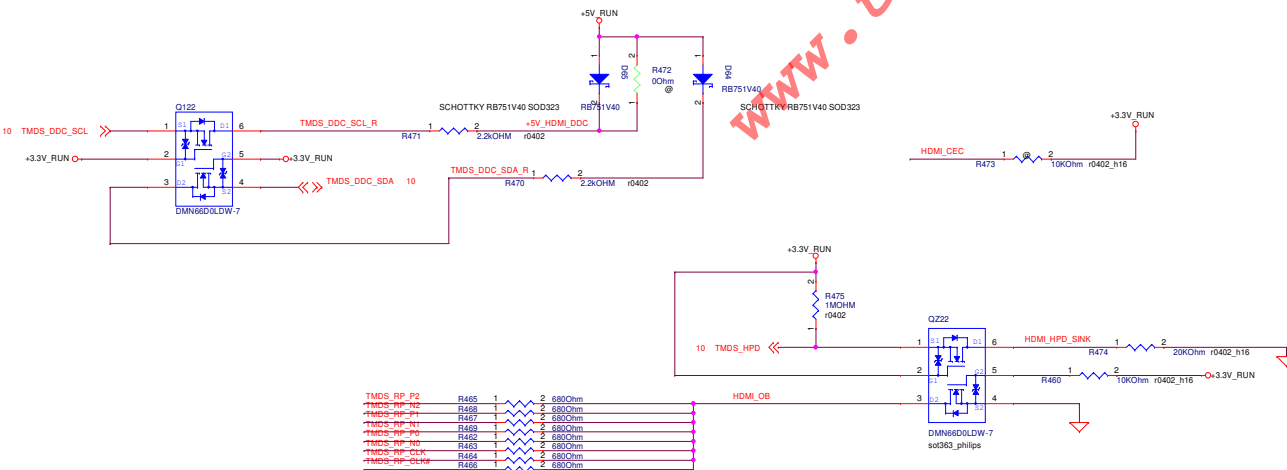 +5V_RUN
1 2 1
D65 R472 D64
0Ohm
@
RB751V40 RB751V40
2 1 2
SCHOTTKY RB751V40 SOD323 SCHOTTKY RB751V40 SOD323
www.
Q122
10 TMDS_DDC_SCL 1 S1 D1 6 TMDS_DDC_SCL_R R471 1 2 2.2kOHM r0402 +5V_HDMI_DDC
+3.3V_RUN 2 G1 G2 5 +3.3V_RUN
3 D2 S2 4 TMDS_DDC_SDA 10
DMN66D0LDW-7
TMDS_DDC_SDA_R R470 1 2 2.2kOHM r0402
+3.3V_RUN
HDMI_CEC R473 1 @ 2 10KOhm r0402_h16
+3.3V_RUN
2
R475
1MOHM
r0402
1
QZ22
10 TMDS_HPD 1 S1 D1 6 HDMI_HPD_SINK R474 1 2 20KOhm r0402_h16
2 G1 G2 5 R460 1 2 10KOhm r0402_h16 +3.3V_RUN
HDMI_OB 3 D2 S2 4
DMN66D0LDW-7
sot363_philips
TMDS_RP_P2 R465 1 2 680Ohm
TMDS_RP_N2 R468 1 2 680Ohm
TMDS_RP_P1 R467 1 2 680Ohm
TMDS_RP_N1 R469 1 2 680Ohm
TMDS_RP_P0 R462 1 2 680Ohm
TMDS_RP_N0 R463 1 2 680Ohm
TMDS_RP_CLK R464 1 2 680Ohm
TMDS_RP_CLK# R466 1 2 680Ohm